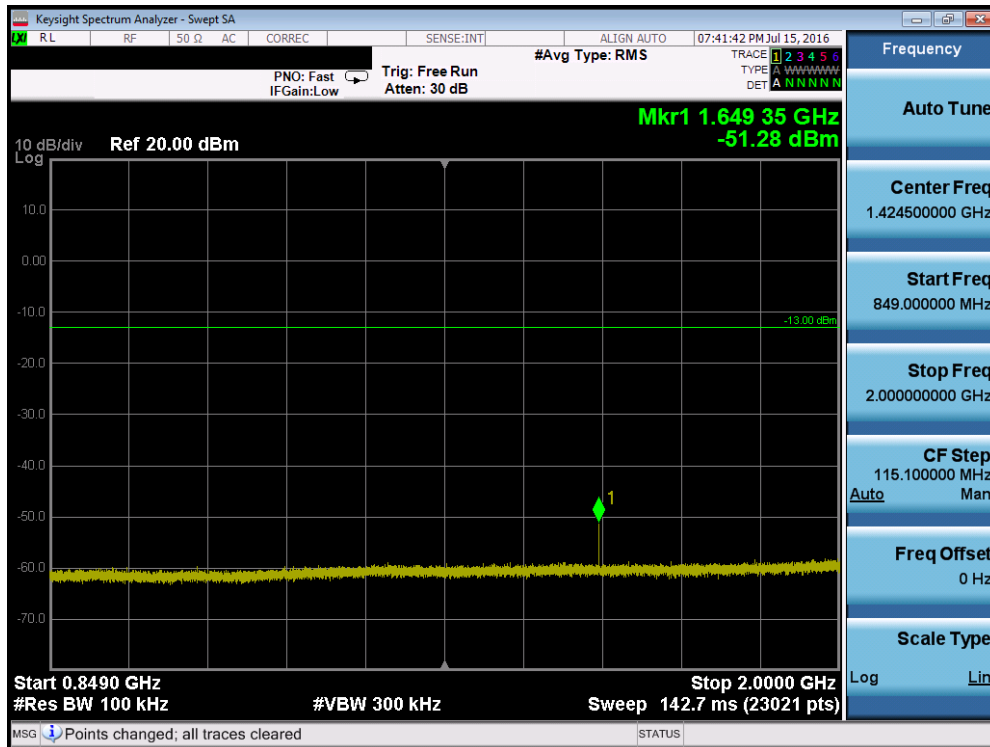 Keysight Spectrum Analyzer - Swept SA
LXI RL RF 50 Ω AC CORREC SENSE:INT ALIGN AUTO 07:41:42 PM Jul 15, 2016
#Avg Type: RMS
TRACE 1 2 3 4 5 6
TYPE A WWWWW
DET A N N N N N
PNO: Fast
IFGain:Low
Trig: Free Run
Atten: 30 dB
Mkr1 1.649 35 GHz
-51.28 dBm
10 dB/div
Log
Ref 20.00 dBm
10.0
0.00
-10.0
-13.00 dBm
-20.0
-30.0
-40.0
-50.0
1
-60.0
-70.0
Start 0.8490 GHz
Stop 2.0000 GHz
#Res BW 100 kHz
#VBW 300 kHz
Sweep 142.7 ms (23021 pts)
MSG Points changed; all traces cleared
STATUS
Frequency
Auto Tune
Center Freq
1.424500000 GHz
Start Freq
849.000000 MHz
Stop Freq
2.000000000 GHz
CF Step
115.100000 MHz
Auto Man
Freq Offset
0 Hz
Scale Type
Log Lin